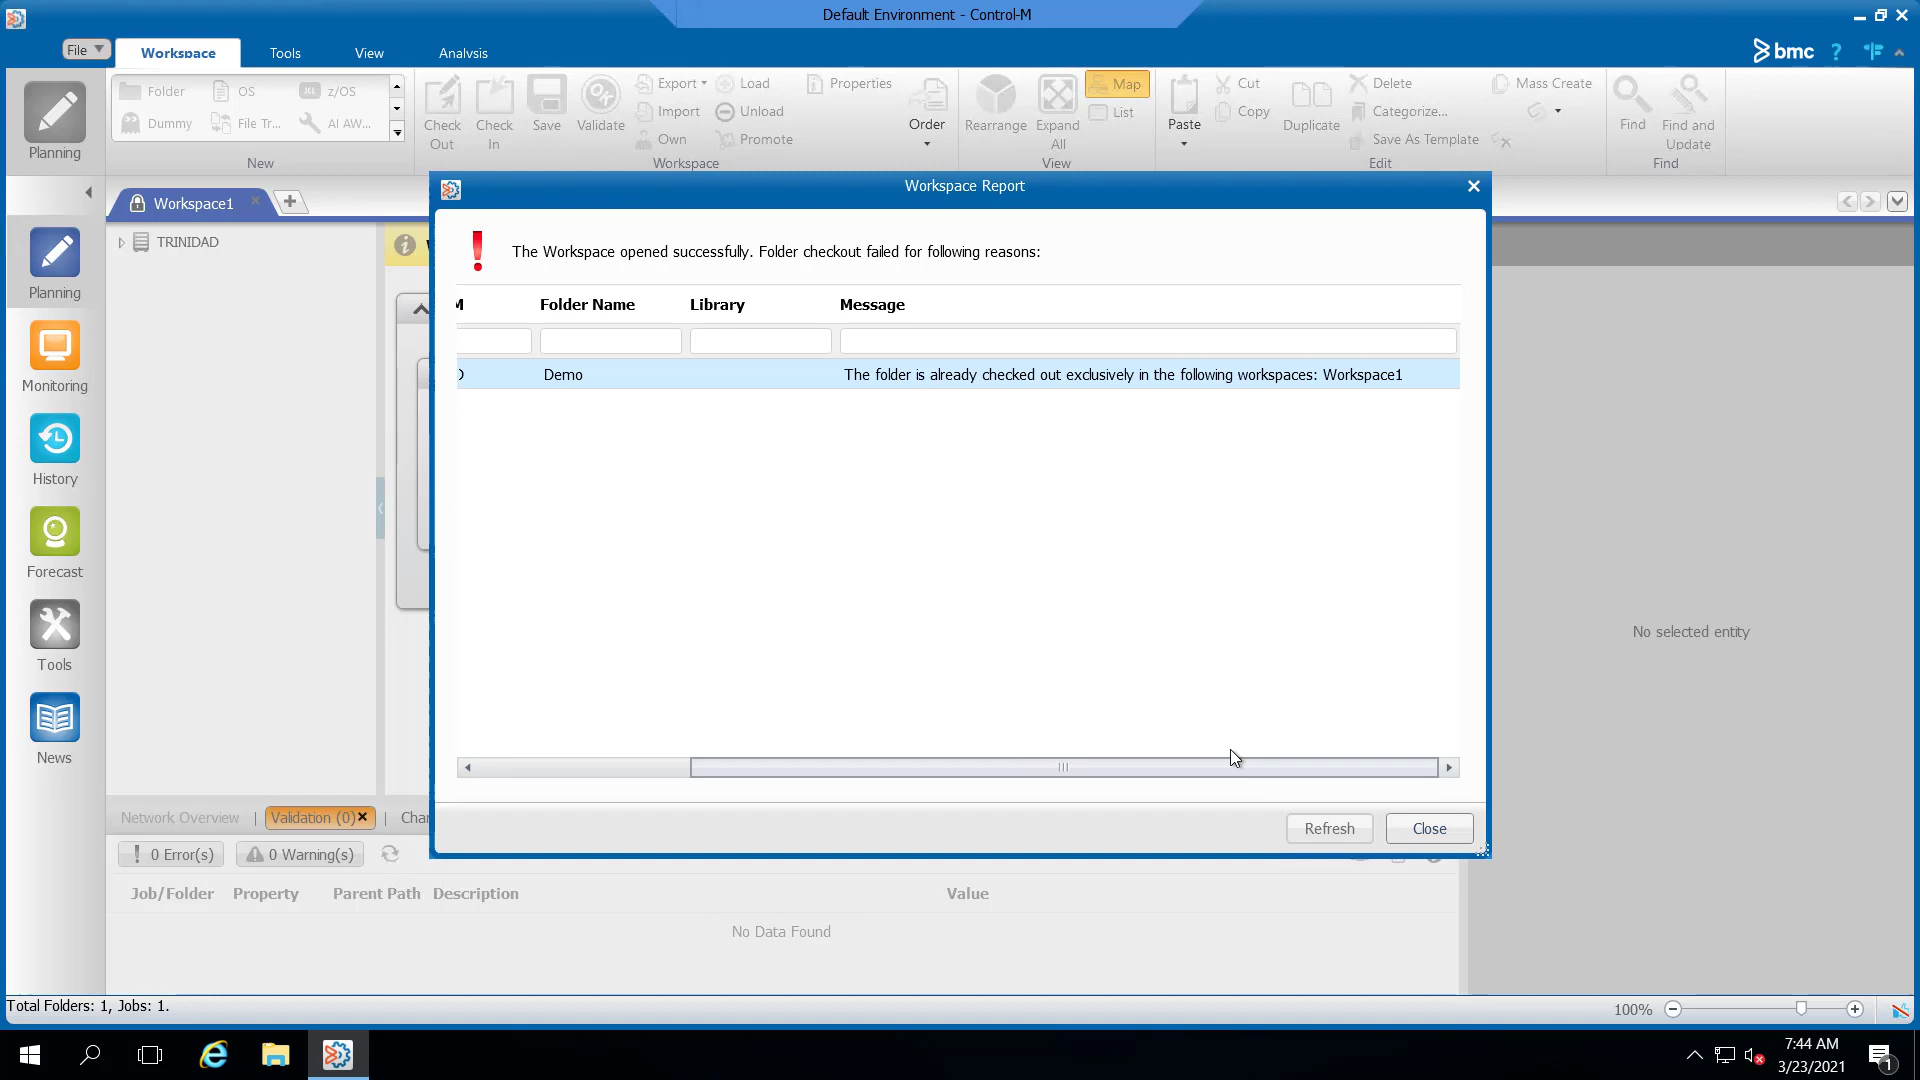 Default Environment - Control-M
File
Workspace
Tools
View
Analysis
bmc
?
Planning
Folder
OS
z/OS
Dummy
File Tr...
AI AW...
New
Check Out
Check In
Save
Validate
Export
Import
Own
Load
Unload
Promote
Properties
Order
Workspace
Rearrange
Expand All
Map
List
View
Paste
Cut
Copy
Duplicate
Delete
Categorize...
Save As Template
Mass Create
Edit
Find
Find and Update
Find
Workspace1
TRINIDAD
Planning
Monitoring
History
Forecast
Tools
News
Workspace Report
The Workspace opened successfully. Folder checkout failed for following reasons:
Folder Name
Library
Message
Demo
The folder is already checked out exclusively in the following workspaces: Workspace1
Refresh
Close
No selected entity
Network Overview
Validation (0)
0 Error(s)
0 Warning(s)
Job/Folder
Property
Parent Path
Description
Value
No Data Found
Total Folders: 1, Jobs: 1.
100%
7:44 AM
3/23/2021
1